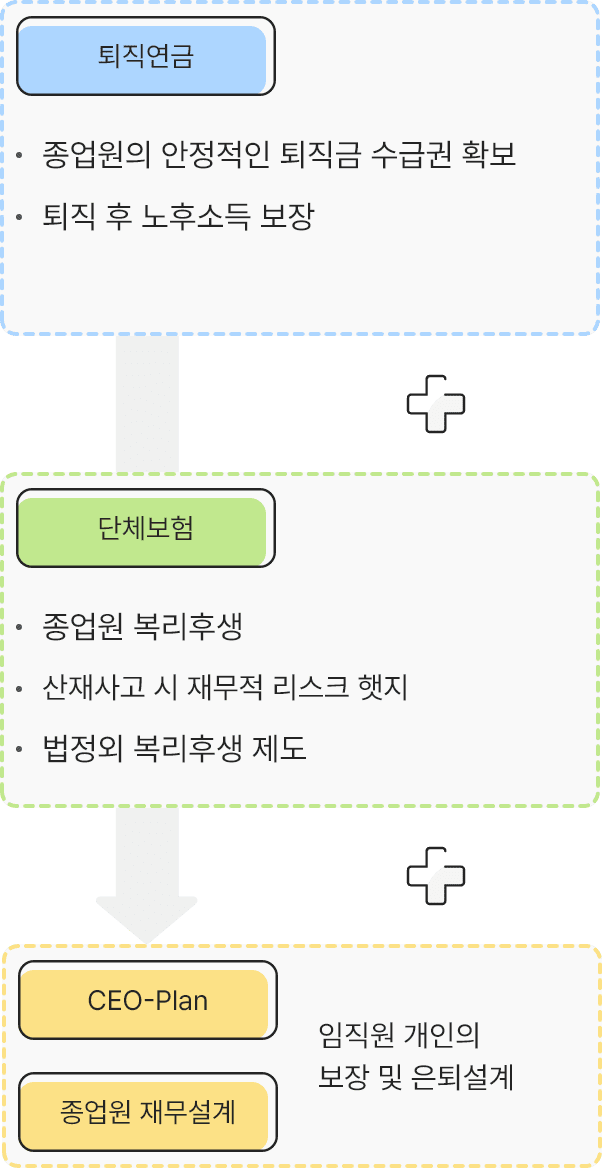 퇴직연금
• 종업원의 안정적인 퇴직금 수급권 확보
• 퇴직 후 노후소득 보장
단체보험
• 종업원 복리후생
• 산재사고 시 재무적 리스크 햇지
• 법정외 복리후생 제도
CEO-Plan
종업원 재무설계
임직원 개인의
보장 및 은퇴설계